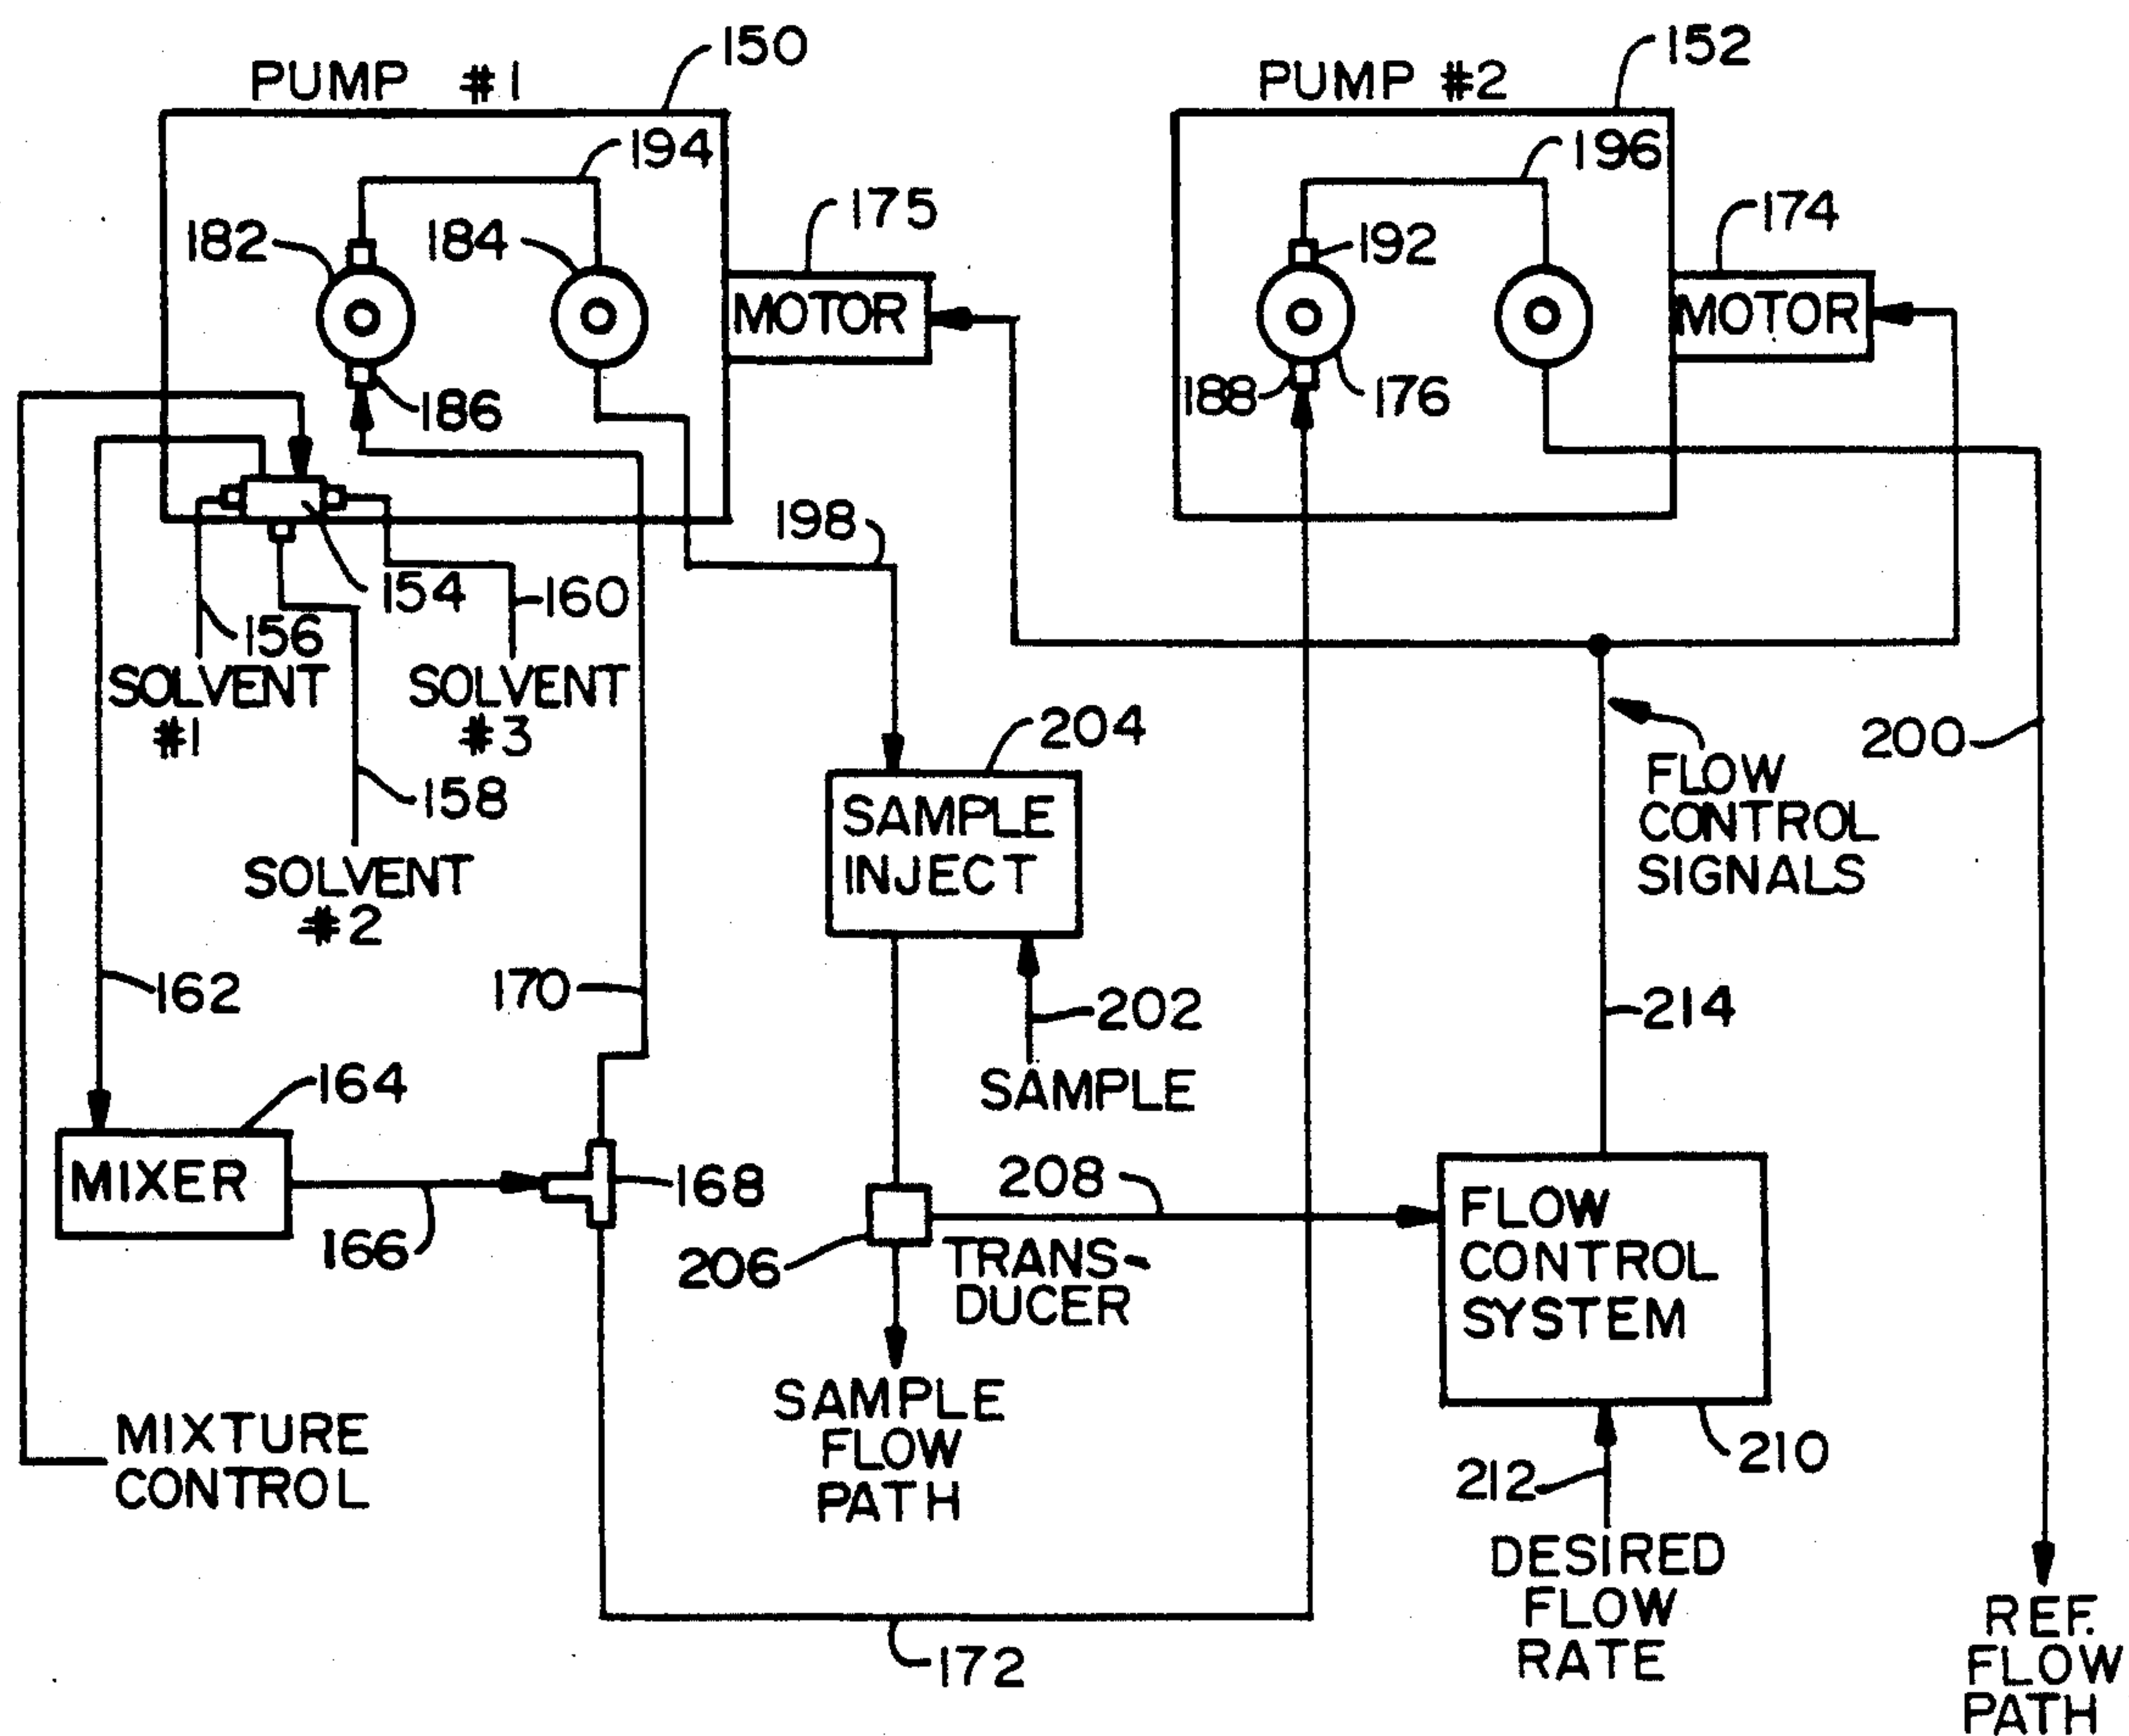 150
PUMP #1
152
PUMP #2
194
196
175
174
182
184
192
MOTOR
MOTOR
186
188
176
198
154
160
156
SOLVENT
#1
SOLVENT
#3
158
SOLVENT
#2
204
SAMPLE
INJECT
200
FLOW
CONTROL
SIGNALS
162
170
202
SAMPLE
214
164
MIXER
166
168
208
206
TRANS-
DUCER
FLOW
CONTROL
SYSTEM
SAMPLE
FLOW
PATH
MIXTURE
CONTROL
210
212
DESIRED
FLOW
RATE
172
REF.
FLOW
PATH